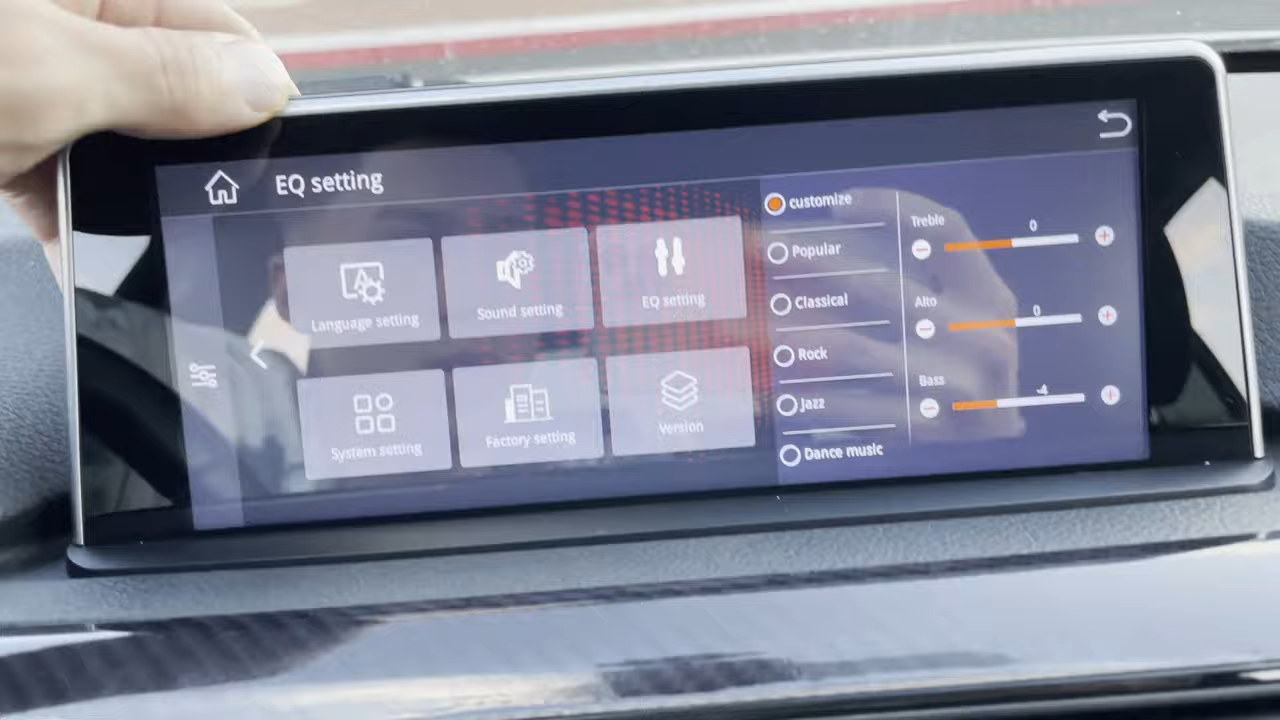 EQ setting
Language setting
Sound setting
EQ setting
System setting
Factory setting
Version
customize
Popular
Classical
Rock
Jazz
Dance music
Treble
0
Alto
0
Bass
-4